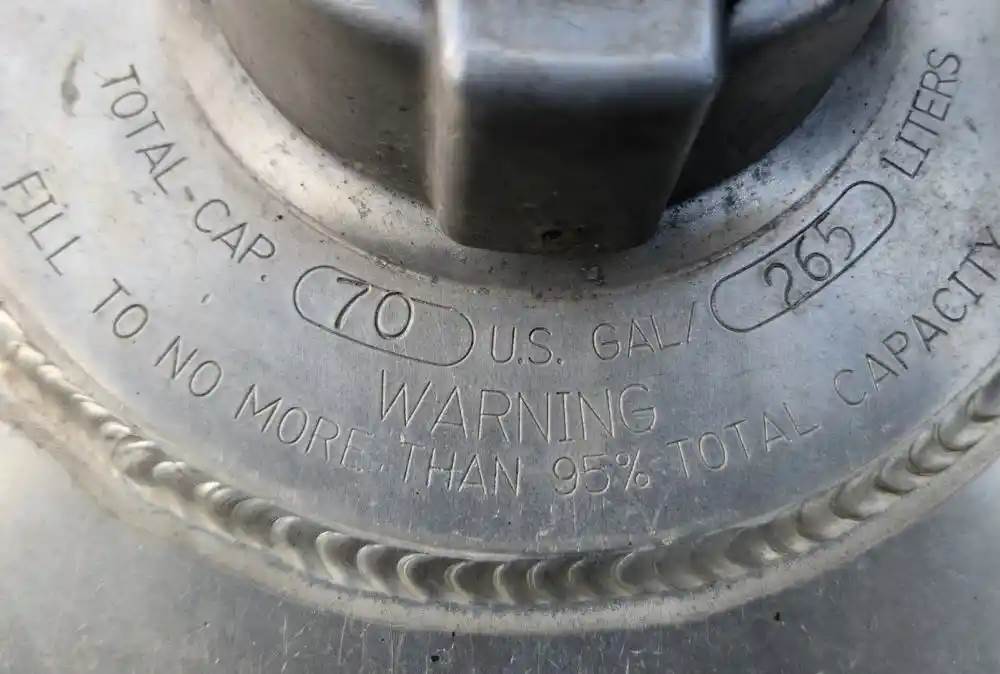 TOTAL-CAP. 70 U.S. GAL/ 265 LITERS
WARNING
FILL TO NO MORE THAN 95% TOTAL CAPACITY